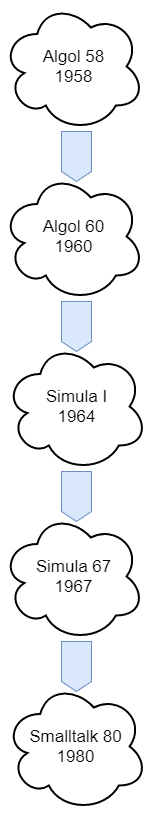 Algol 58
1958
Algol 60
1960
Simula I
1964
Simula 67
1967
Smalltalk 80
1980